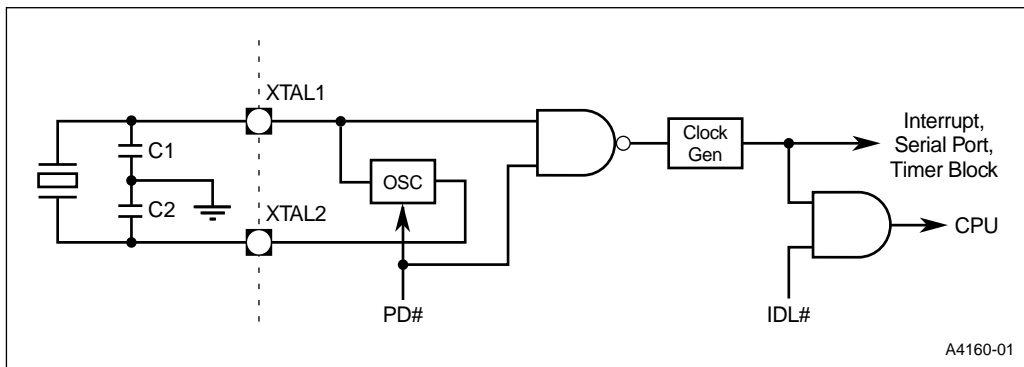 XTAL1
C1
C2
OSC
XTAL2
PD#
Clock
Gen
Interrupt,
Serial Port,
Timer Block
CPU
IDL#
A4160-01